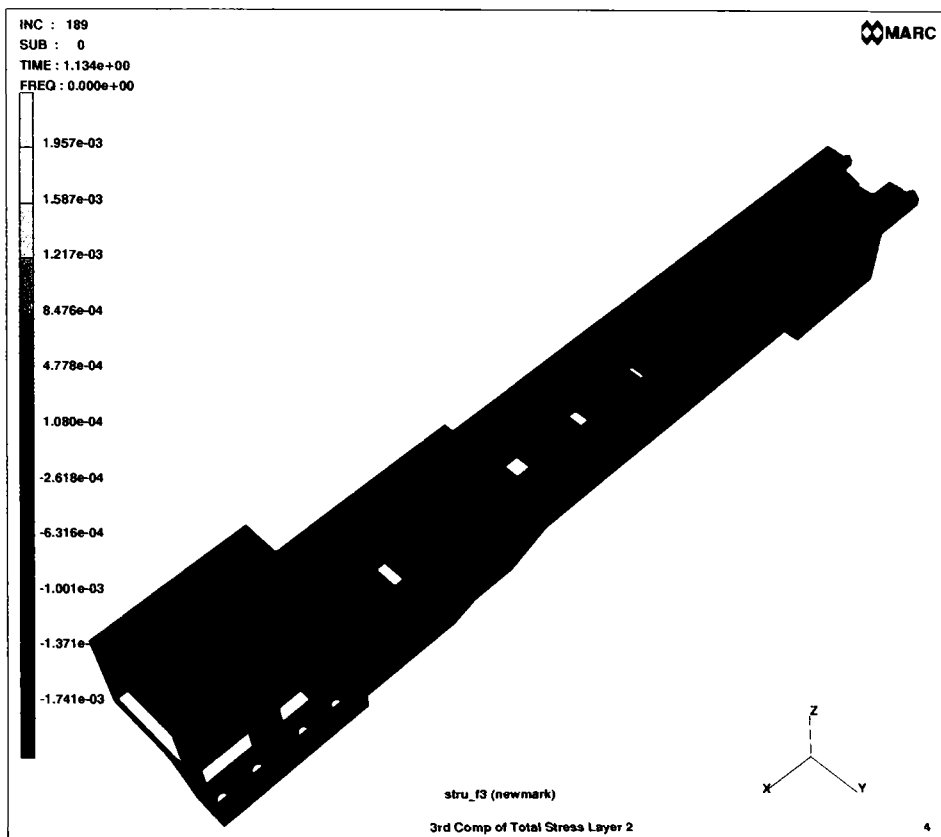 INC : 189
SUB : 0
TIME : 1.134e+00
FREQ : 0.000e+00
MARC
1.957e-03
1.587e-03
1.217e-03
8.476e-04
4.778e-04
1.080e-04
-2.618e-04
-6.316e-04
-1.001e-03
-1.371e-
-1.741e-03
Z
X
Y
stru_f3 (newmark)
3rd Comp of Total Stress Layer 2
4